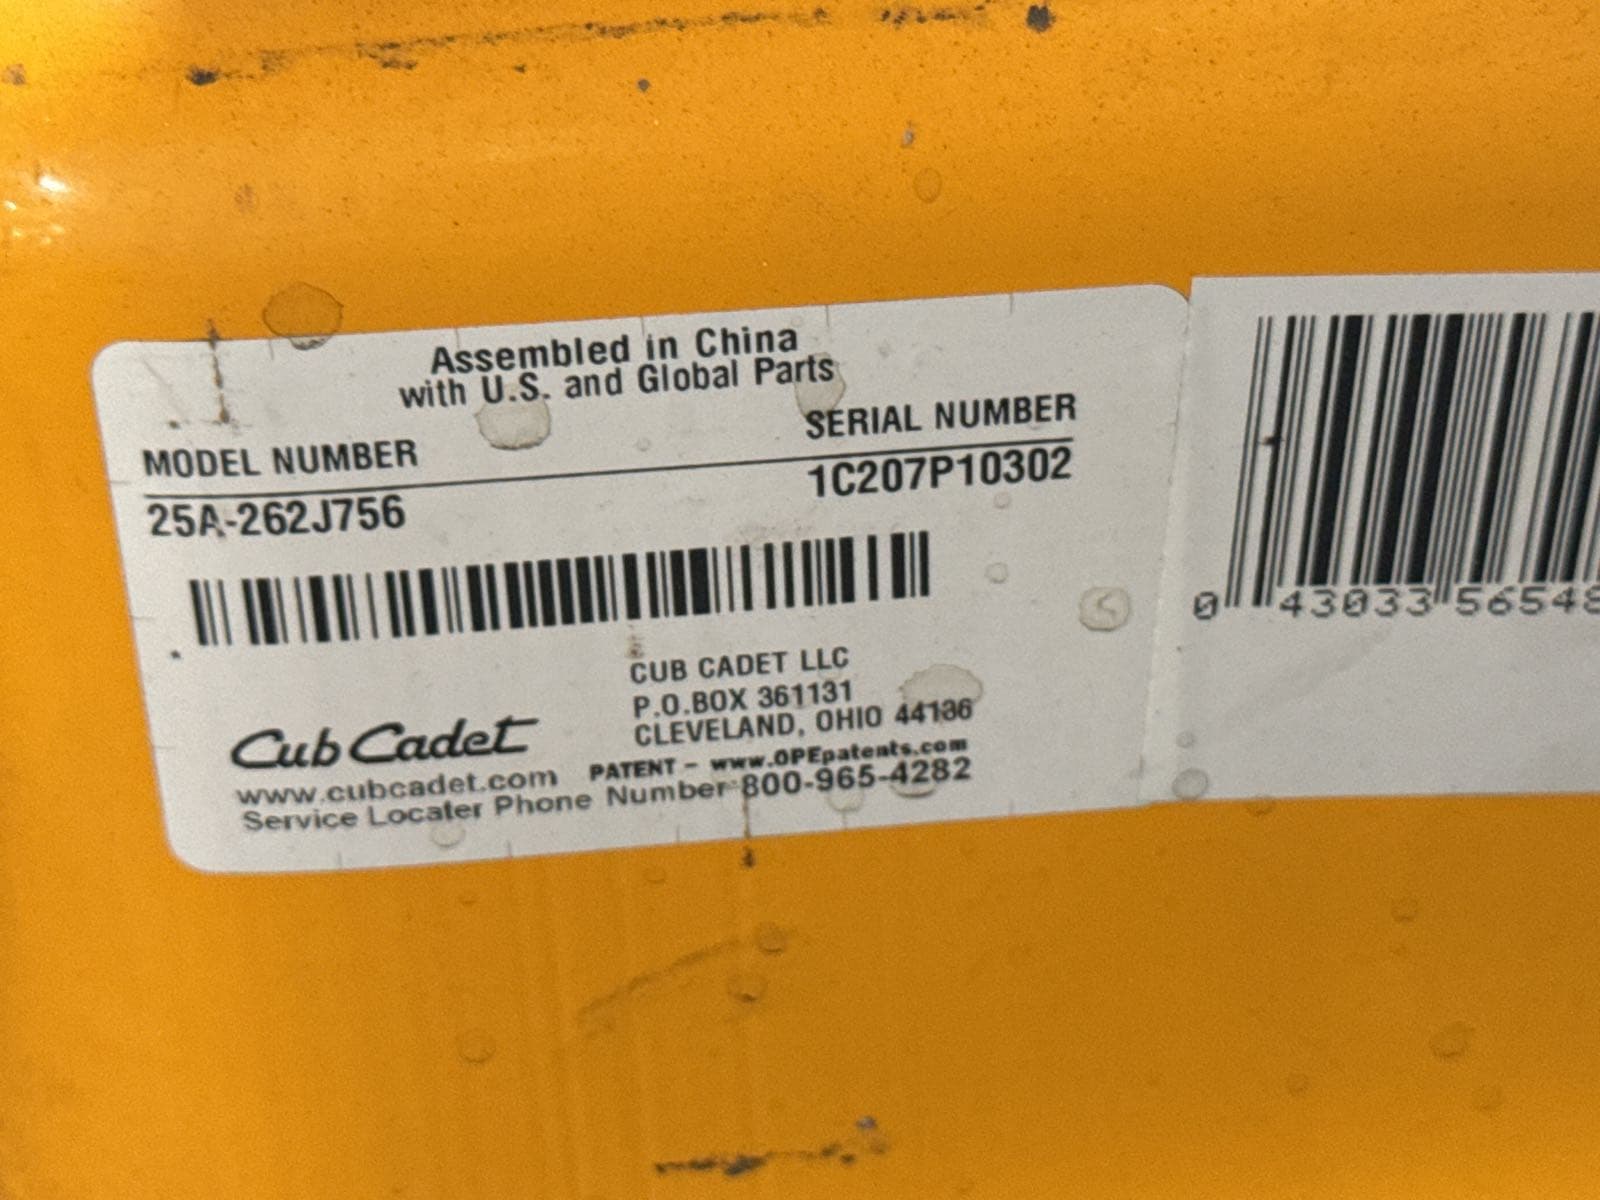 Assembled in China
with U.S. and Global Parts
MODEL NUMBER
SERIAL NUMBER
25A-262J756
1C207P10302
CUB CADET LLC
P.O.BOX 361131
CLEVELAND, OHIO 44136
Cub Cadet
PATENT - www.OPEpatents.com
www.cubcadet.com
Service Locater Phone Number 800-965-4282
0 43033 56548